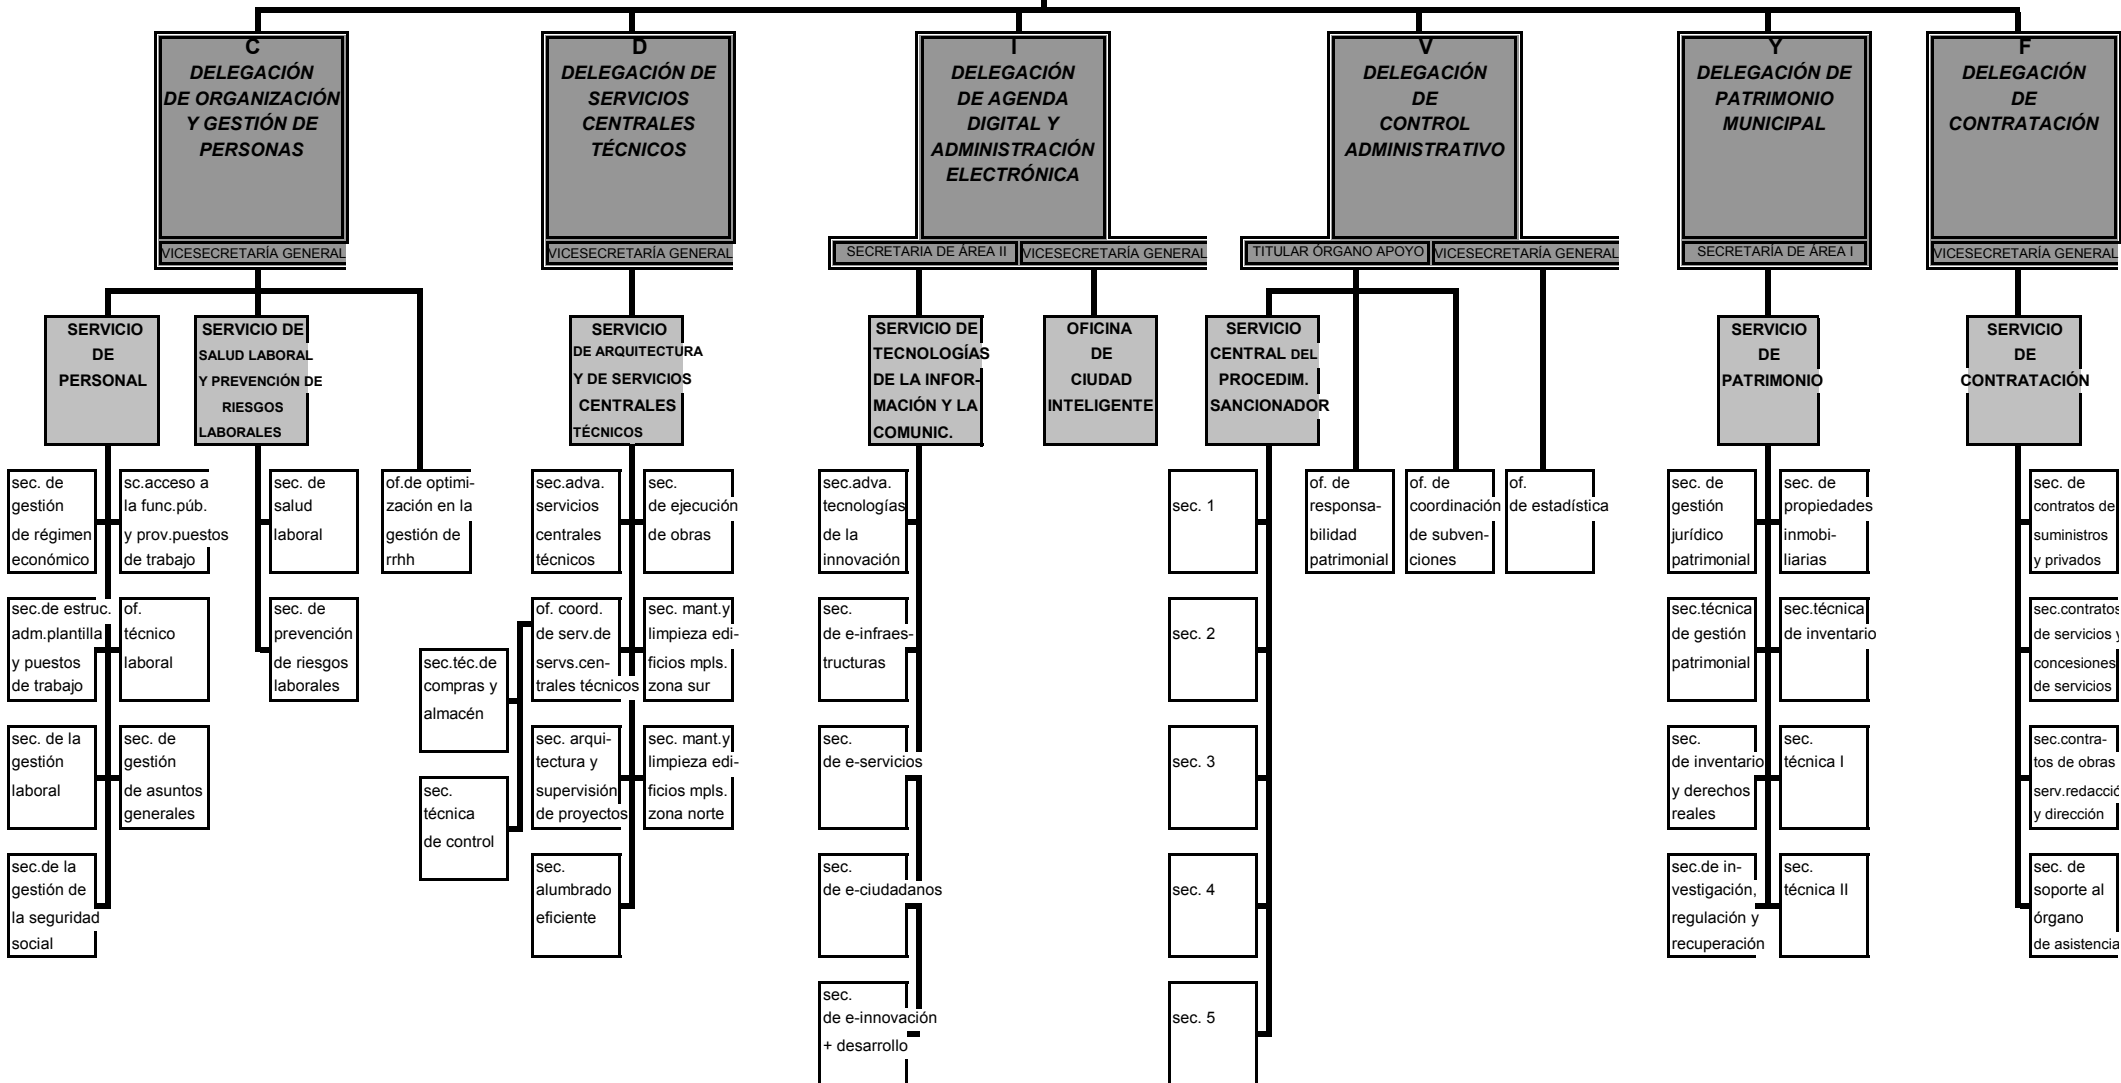 C
DELEGACIÓN
DE ORGANIZACIÓN
Y GESTIÓN DE
PERSONAS
VICESECRETARÍA GENERAL
D
DELEGACIÓN DE
SERVICIOS
CENTRALES
TÉCNICOS
VICESECRETARÍA GENERAL
I
DELEGACIÓN
DE AGENDA
DIGITAL Y
ADMINISTRACIÓN
ELECTRÓNICA
SECRETARIA DE ÁREA II
VICESECRETARÍA GENERAL
V
DELEGACIÓN
DE
CONTROL
ADMINISTRATIVO
TITULAR ÓRGANO APOYO
VICESECRETARÍA GENERAL
Y
DELEGACIÓN DE
PATRIMONIO
MUNICIPAL
SECRETARÍA DE ÁREA I
F
DELEGACIÓN
DE
CONTRATACIÓN
VICESECRETARÍA GENERAL
SERVICIO
DE
PERSONAL
SERVICIO DE
SALUD LABORAL
Y PREVENCIÓN DE
RIESGOS
LABORALES
SERVICIO
DE ARQUITECTURA
Y DE SERVICIOS
CENTRALES
TÉCNICOS
SERVICIO DE
TECNOLOGÍAS
DE LA INFOR-
MACIÓN Y LA
COMUNIC.
OFICINA
DE
CIUDAD
INTELIGENTE
SERVICIO
CENTRAL DEL
PROCEDIM.
SANCIONADOR
SERVICIO
DE
PATRIMONIO
SERVICIO
DE
CONTRATACIÓN
sec. de
gestión
de régimen
económico
sc.acceso a
la func.púb.
y prov.puestos
de trabajo
sec. de
salud
laboral
of.de optimi-
zación en la
gestión de
rrhh
sec.adva.
servicios
centrales
técnicos
sec.
de ejecución
de obras
sec.adva.
tecnologías
de la
innovación
sec. 1
of. de
responsa-
bilidad
patrimonial
of. de
coordinación
de subven-
ciones
of.
de estadística
sec. de
gestión
jurídico
patrimonial
sec. de
propiedades
inmobi-
liarias
sec. de
contratos de
suministros
y privados
sec.de estruc.
adm.plantilla
y puestos
de trabajo
of.
técnico
laboral
sec. de
prevención
de riesgos
laborales
sec.téc.de
compras y
almacén
of. coord.
de serv.de
servs.cen-
trales técnicos
sec. mant.y
limpieza edi-
ficios mpls.
zona sur
sec.
de e-infraes-
tructuras
sec. 2
sec.técnica
de gestión
patrimonial
sec.técnica
de inventario
sec.contratos
de servicios y
concesiones
de servicios
sec. de la
gestión
laboral
sec. de
gestión
de asuntos
generales
sec.
técnica
de control
sec. arqui-
tectura y
supervisión
de proyectos
sec. mant.y
limpieza edi-
ficios mpls.
zona norte
sec.
de e-servicios
sec. 3
sec.
de inventario
y derechos
reales
sec.
técnica I
sec.contra-
tos de obras
serv.redacció
y dirección
sec.de la
gestión de
la seguridad
social
sec.
alumbrado
eficiente
sec.
de e-ciudadanos
sec. 4
sec.de in-
vestigación,
regulación y
recuperación
sec.
técnica II
sec. de
soporte al
órgano
de asistencia
sec.
de e-innovación
+ desarrollo
sec. 5